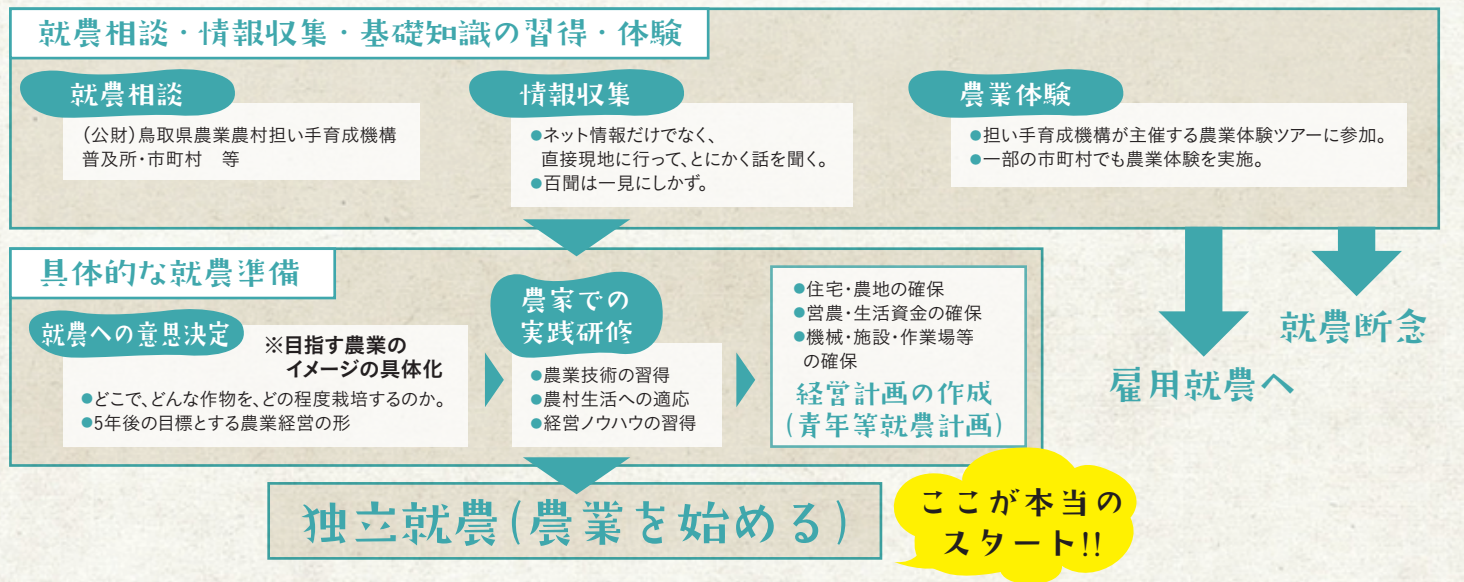 就農相談・情報収集・基礎知識の習得・体験
就農相談
(公財)鳥取県農業農村担い手育成機構
普及所・市町村　等
情報収集
●ネット情報だけでなく、
直接現地に行って、とにかく話を聞く。
●百聞は一見にしかず。
農業体験
●担い手育成機構が主催する農業体験ツアーに参加。
●一部の市町村でも農業体験を実施。
具体的な就農準備
就農への意思決定
※目指す農業の
イメージの具体化
●どこで、どんな作物を、どの程度栽培するのか。
●5年後の目標とする農業経営の形
農家での
実践研修
●農業技術の習得
●農村生活への適応
●経営ノウハウの習得
●住宅・農地の確保
●営農・生活資金の確保
●機械・施設・作業場等
の確保
経営計画の作成
(青年等就農計画)
就農断念
雇用就農へ
独立就農(農業を始める)
ここが本当の
スタート!!